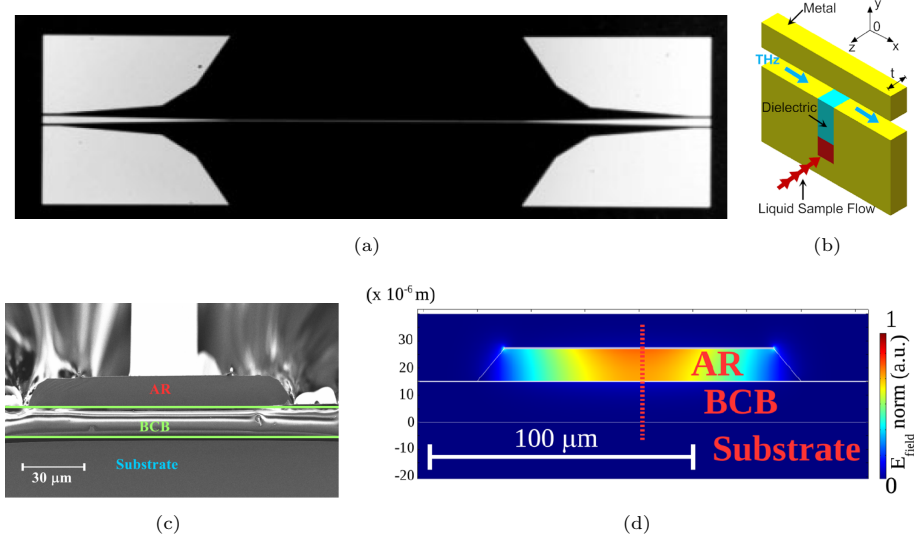 Metal
y
0
z
x
THz
t
Dielectric
Liquid Sample Flow
(a)
(b)
AR
BCB
Substrate
30 µm
(c)
(x 10⁻⁶ m)
30
20
10
0
-10
-20
AR
BCB
100 µm
Substrate
1
E_field norm (a.u.)
0
(d)